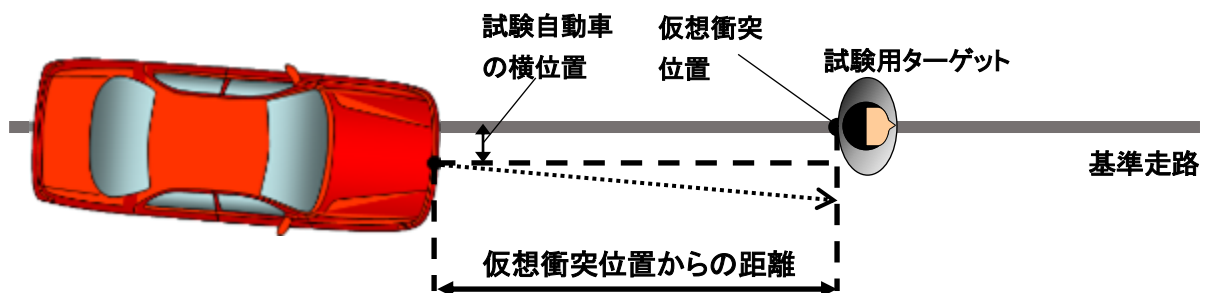 試験自動車
の横位置
仮想衝突
位置
試験用ターゲット
基準走路
仮想衝突位置からの距離